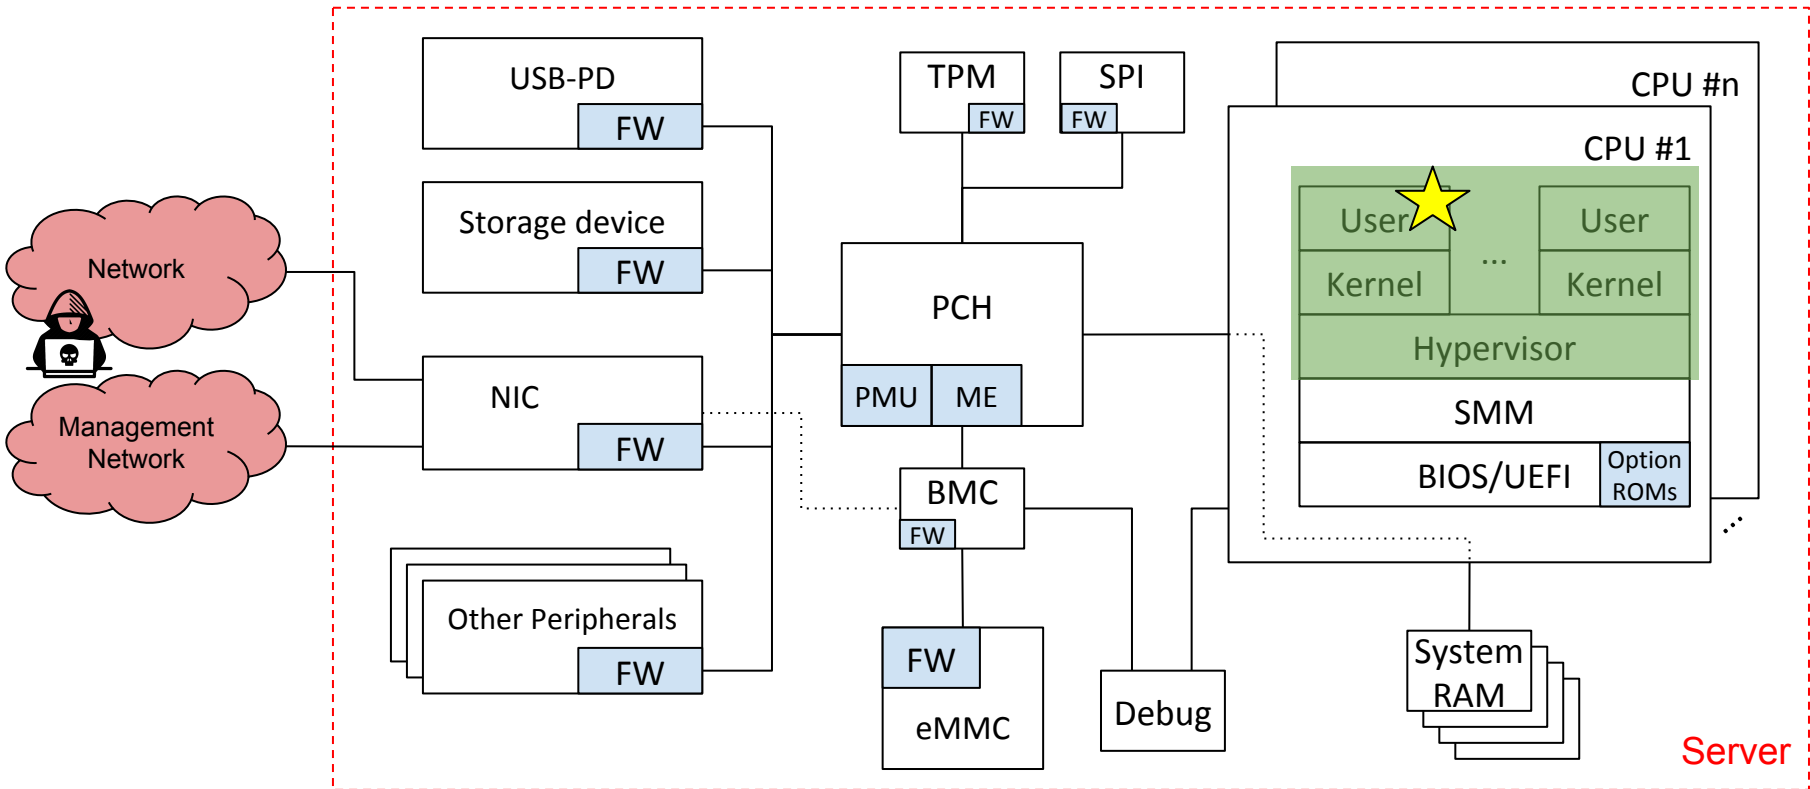 USB-PD
FW
Storage device
FW
Network
NIC
FW
Management
Network
Other Peripherals
FW
TPM
FW
SPI
FW
PCH
PMU
ME
BMC
FW
FW
eMMC
Debug
CPU #n
CPU #1
User
...
User
Kernel
Kernel
Hypervisor
SMM
BIOS/UEFI
Option
ROMs
...
System
RAM
Server